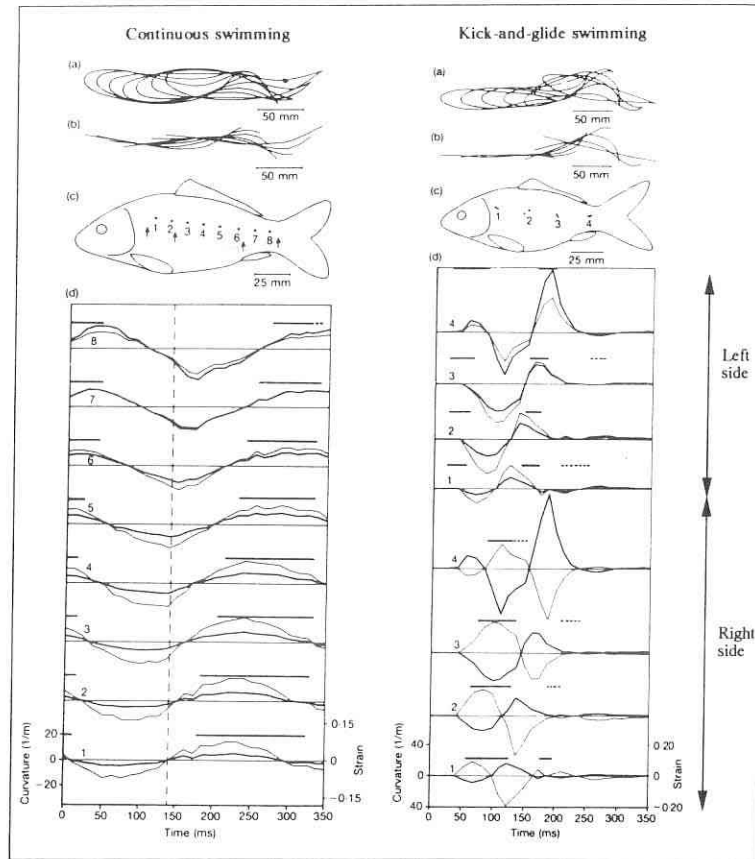 Continuous swimming
(a)
50 mm
(b)
50 mm
(c)
1 2 3 4 5 6 7 8
25 mm
(d)
8
7
6
5
4
3
2
1
20
0
−20
Curvature (1/m)
0·15
0
−0·15
Strain
0 50 100 150 200 250 300 350
Time (ms)
Kick-and-glide swimming
(a)
50 mm
(b)
50 mm
(c)
1 2 3 4
25 mm
(d)
4
3
2
1
4
3
2
1
40
0
40
Curvature (1/m)
0 20
0
−0.20
Strain
0 50 100 150 200 250 300 350
Time (ms)
Left
side
Right
side